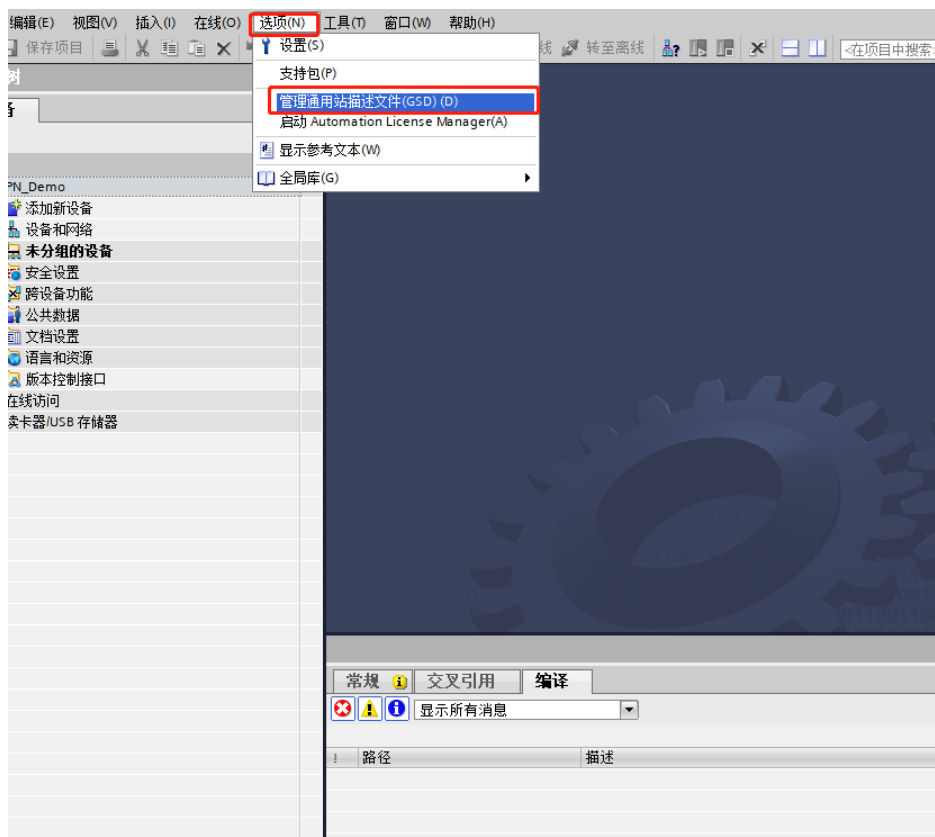 编辑(E) 视图(V) 插入(I) 在线(O) 选项(N) 工具(T) 窗口(W) 帮助(H)
保存项目 线 转至离线 <在项目中搜索
设置(S)
支持包(P)
管理通用站描述文件(GSD) (D)
启动 Automation License Manager(A)
显示参考文本(W)
全局库(G)
树
PN_Demo
添加新设备
设备和网络
未分组的设备
安全设置
跨设备功能
公共数据
文档设置
语言和资源
版本控制接口
在线访问
读卡器/USB 存储器
常规 交叉引用 编译
显示所有消息
! 路径 描述